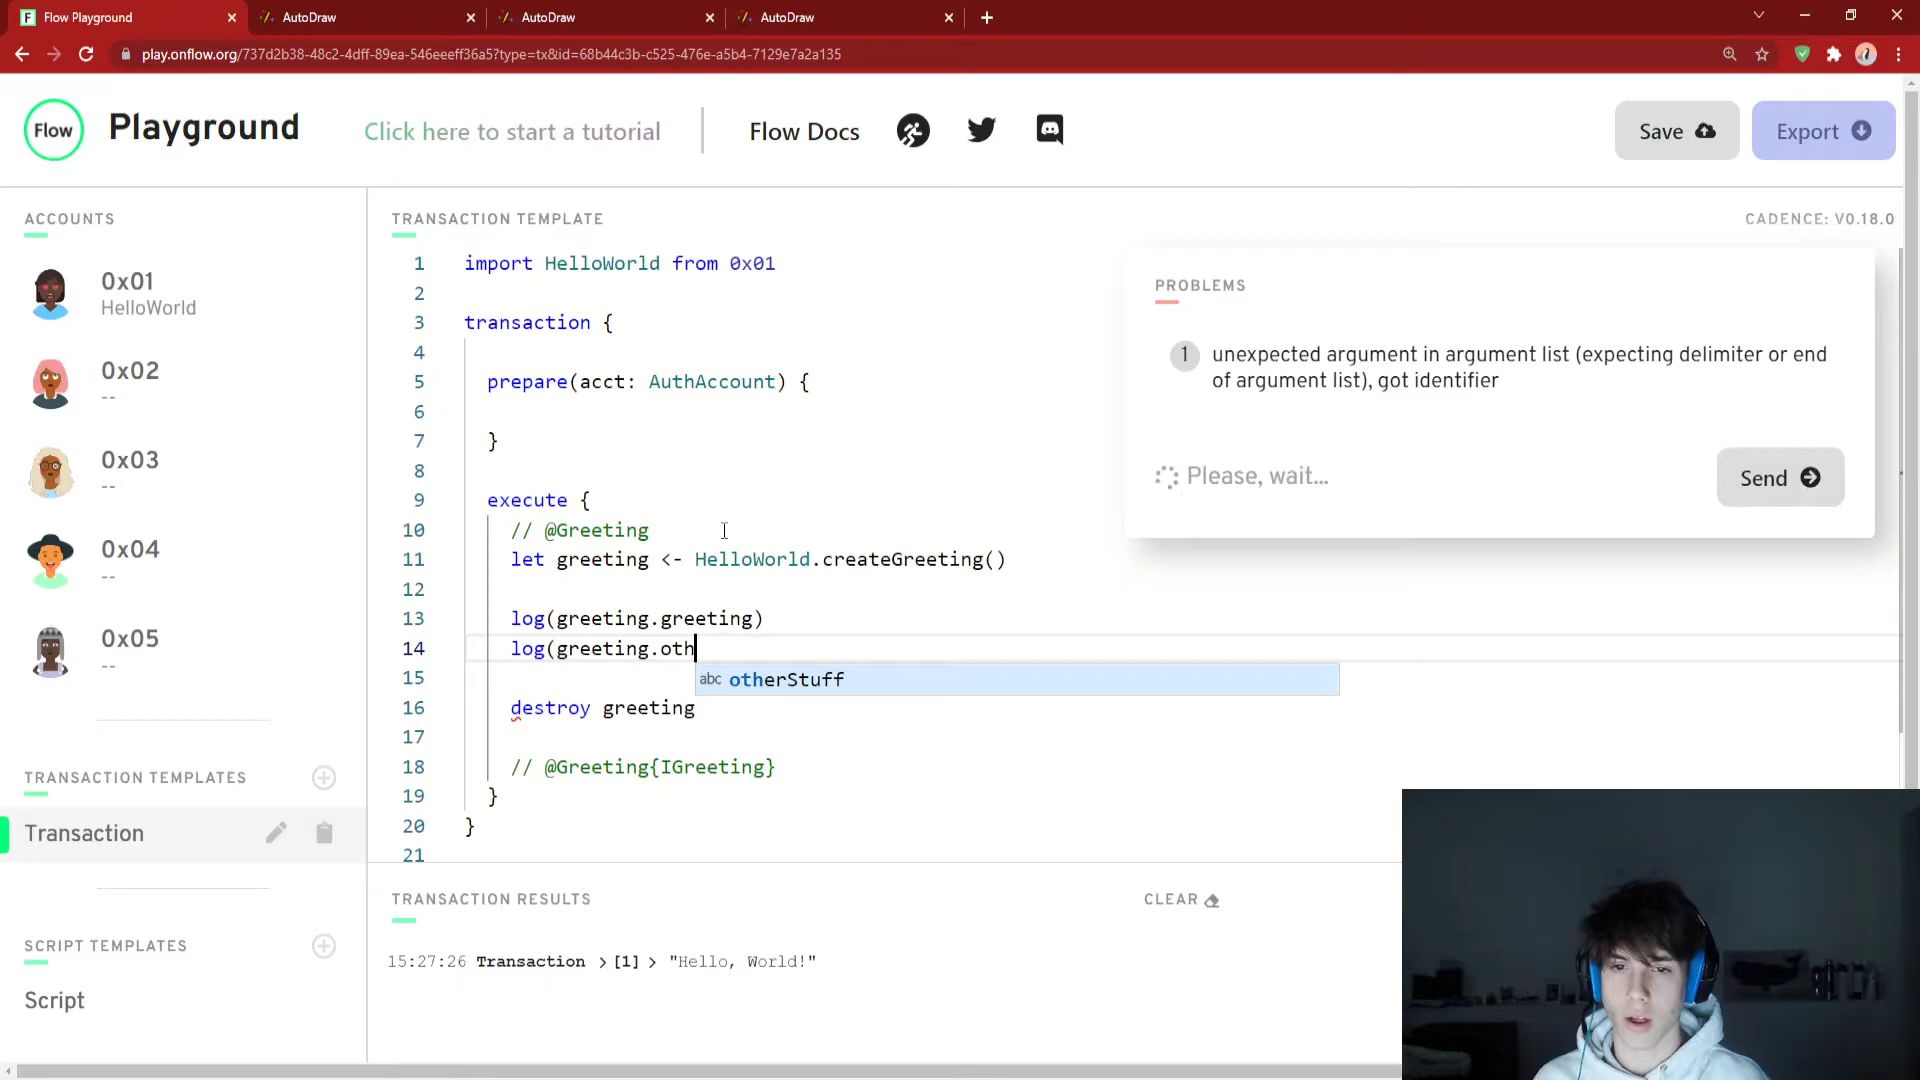 Flow Playground
AutoDraw
AutoDraw
AutoDraw
play.onflow.org/737d2b38-48c2-4dff-89ea-546eeeff36a5?type=tx&id=68b44c3b-c525-476e-a5b4-7129e7a2a135
Flow
Playground
Click here to start a tutorial
Flow Docs
Save
Export
ACCOUNTS
0x01
HelloWorld
0x02
--
0x03
--
0x04
--
0x05
--
TRANSACTION TEMPLATES
Transaction
SCRIPT TEMPLATES
Script
TRANSACTION TEMPLATE
CADENCE: V0.18.0
1 import HelloWorld from 0x01
2
3 transaction {
4
5 prepare(acct: AuthAccount) {
6
7 }
8
9 execute {
10 // @Greeting
11 let greeting <- HelloWorld.createGreeting()
12
13 log(greeting.greeting)
14 log(greeting.oth
abc otherStuff
15
16 destroy greeting
17
18 // @Greeting{IGreeting}
19 }
20 }
21
PROBLEMS
1 unexpected argument in argument list (expecting delimiter or end
of argument list), got identifier
Please, wait...
Send
TRANSACTION RESULTS
CLEAR
15:27:26 Transaction > [1] > "Hello, World!"